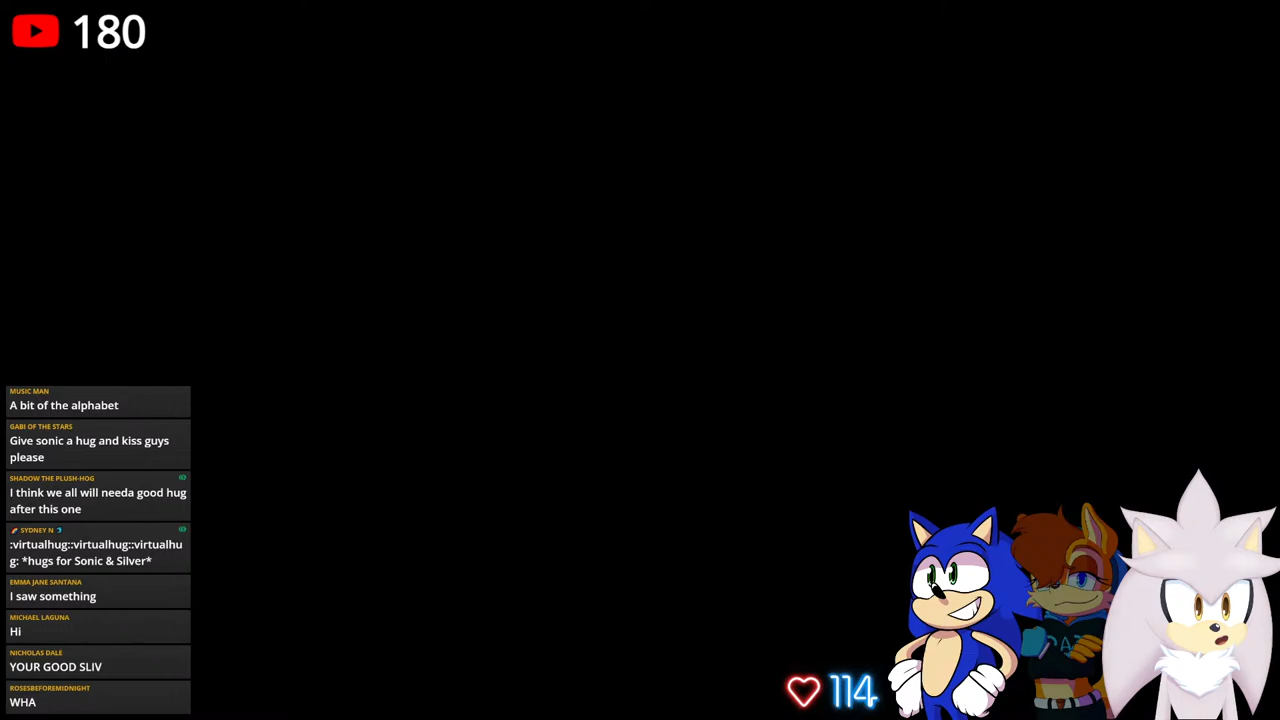 180
MUSIC MAN
A bit of the alphabet
GABI OF THE STARS
Give sonic a hug and kiss guys
please
SHADOW THE PLUSH-HOG
I think we all will needa good hug
after this one
SYDNEY N
:virtualhug::virtualhug::virtualhu
g: *hugs for Sonic & Silver*
EMMA JANE SANTANA
I saw something
MICHAEL LAGUNA
Hi
NICHOLAS DALE
YOUR GOOD SLIV
ROSESBEFOREMIDNIGHT
WHA
114